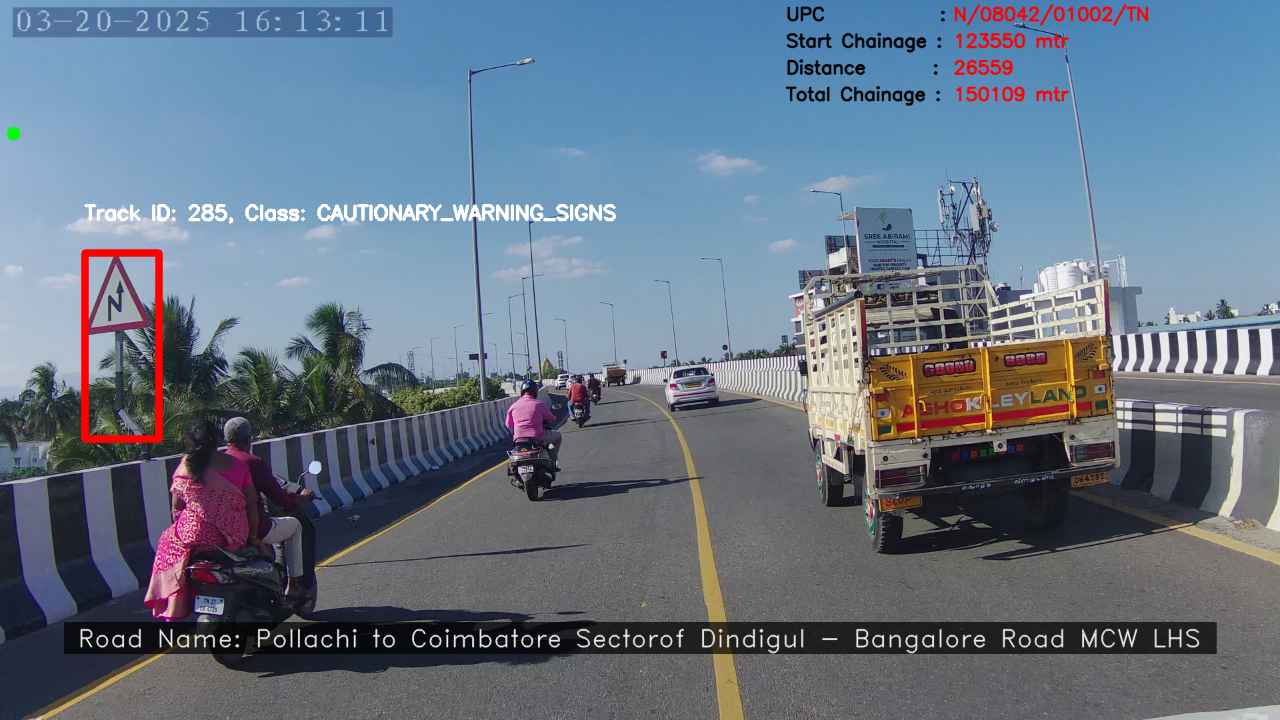 03-20-2025 16:13:11
UPC : N/08042/01002/TN
Start Chainage : 123550 mtr
Distance : 26559
Total Chainage : 150109 mtr
Track ID: 285, Class: CAUTIONARY_WARNING_SIGNS
SREE ABIRAMI
ASHOK LEYLAND
Road Name: Pollachi to Coimbatore Sectorof Dindigul - Bangalore Road MCW LHS